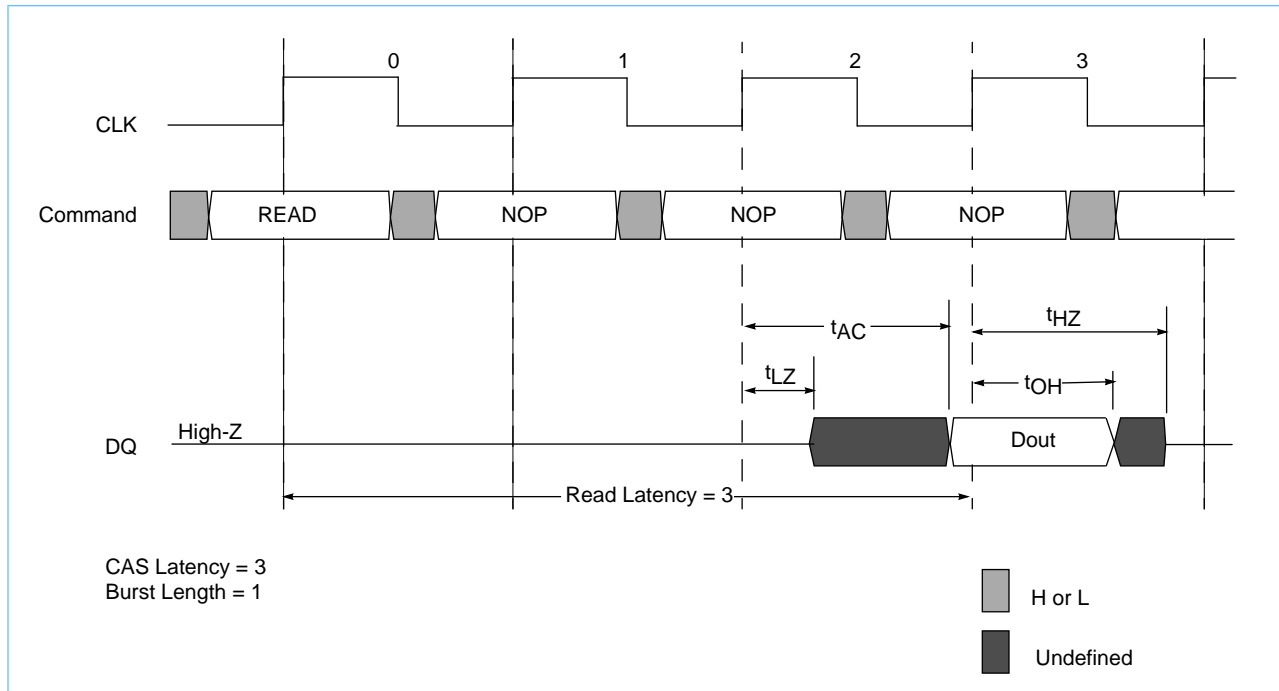 0 1 2 3
CLK
Command READ NOP NOP NOP
tAC tHZ
tLZ tOH
DQ High-Z Dout
Read Latency = 3
CAS Latency = 3
Burst Length = 1
H or L
Undefined